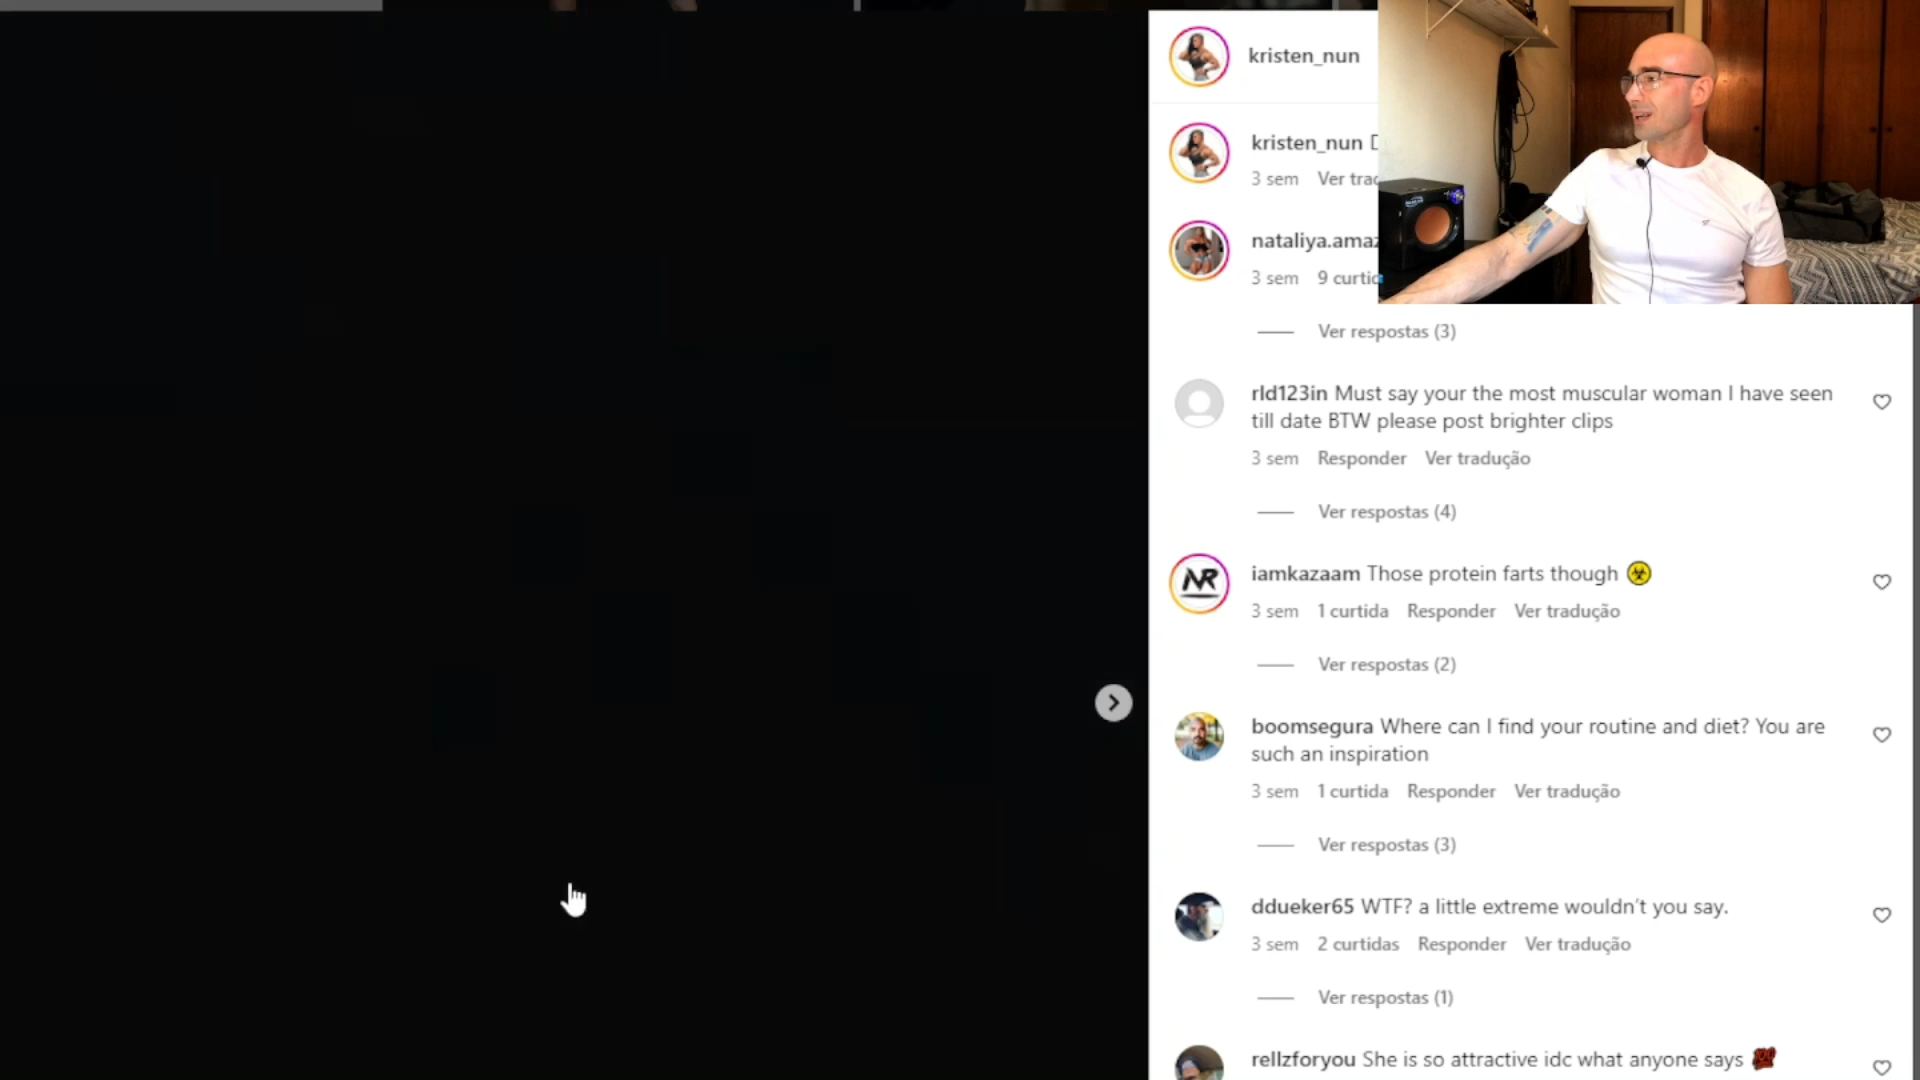 kristen_nun
kristen_nun
3 sem Ver trad
nataliya.amaz
3 sem 9 curtid
Ver respostas (3)
rld123in Must say your the most muscular woman I have seen
till date BTW please post brighter clips
3 sem Responder Ver tradução
Ver respostas (4)
NR
iamkazaam Those protein farts though ☣
3 sem 1 curtida Responder Ver tradução
Ver respostas (2)
boomsegura Where can I find your routine and diet? You are
such an inspiration
3 sem 1 curtida Responder Ver tradução
Ver respostas (3)
ddueker65 WTF? a little extreme wouldn't you say.
3 sem 2 curtidas Responder Ver tradução
Ver respostas (1)
rellzforyou She is so attractive idc what anyone says 💯